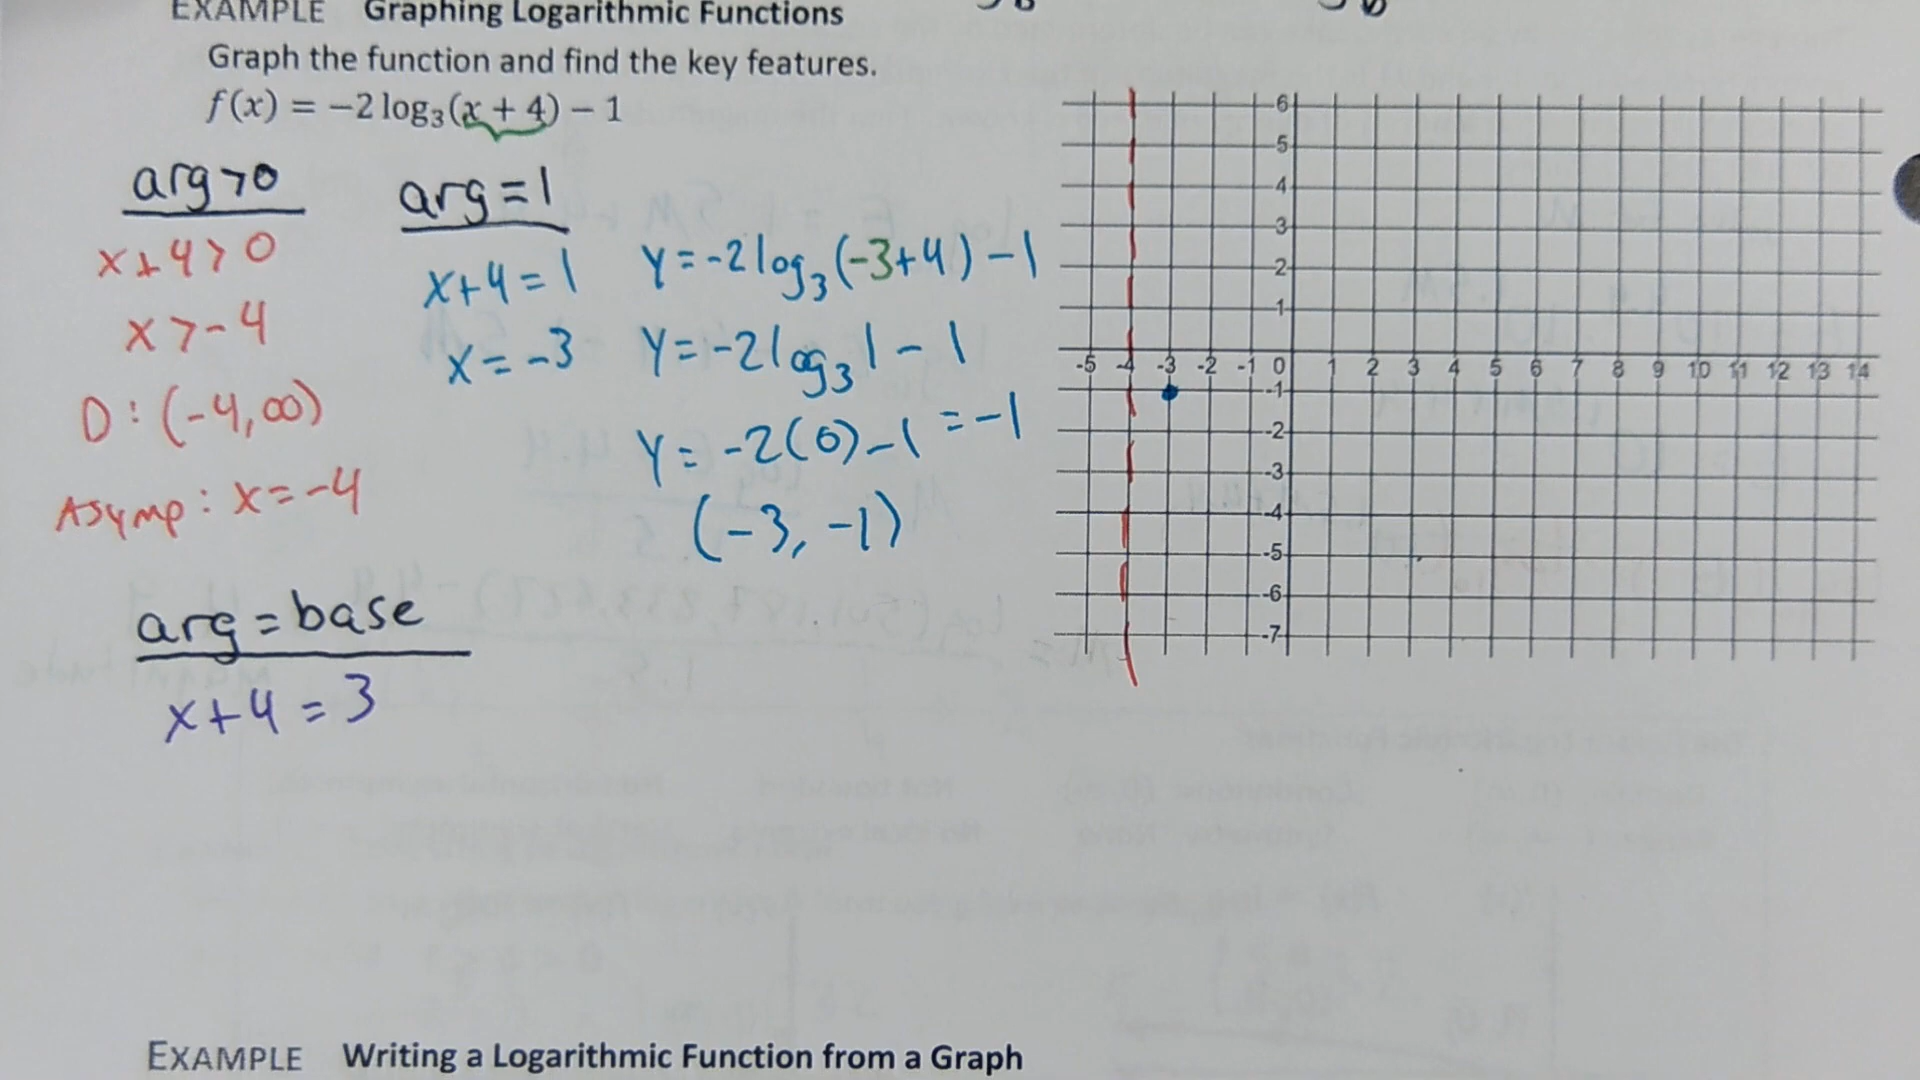 EXAMPLE Graphing Logarithmic Functions
Graph the function and find the key features.
f(x) = −2 log₃(x + 4) − 1
arg>0
x+4>0
x>-4
D: (-4,∞)
Asymp: x=-4
arg=1
x+4=1
x=-3
y=-2log₃(-3+4)-1
y=-2log₃1-1
y=-2(0)-1=-1
(-3,-1)
arg=base
x+4=3
6
5
4
3
2
1
-5 -4 -3 -2 -1 0 1 2 3 4 5 6 7 8 9 10 11 12 13 14
-1
-2
-3
-4
-5
-6
-7
EXAMPLE Writing a Logarithmic Function from a Graph